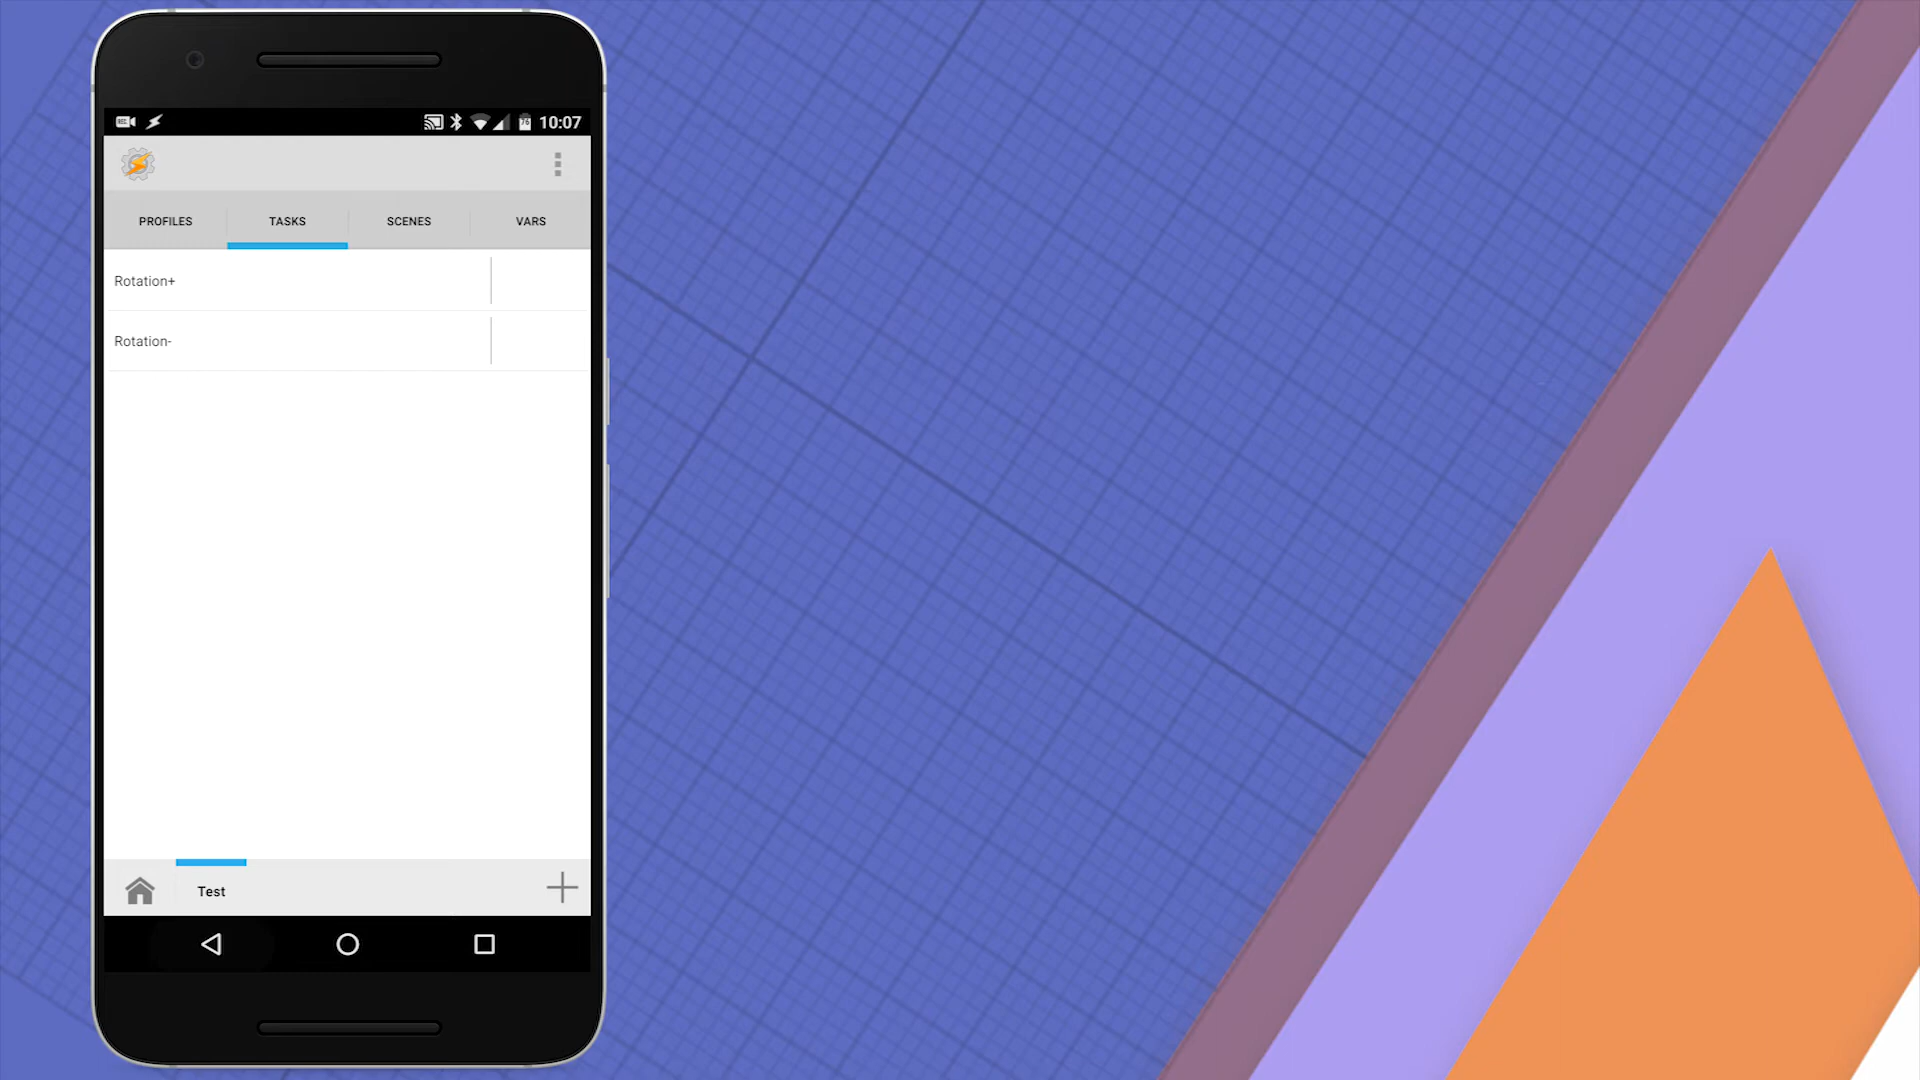 10:07
PROFILES TASKS SCENES VARS
Rotation+
Rotation-
Test